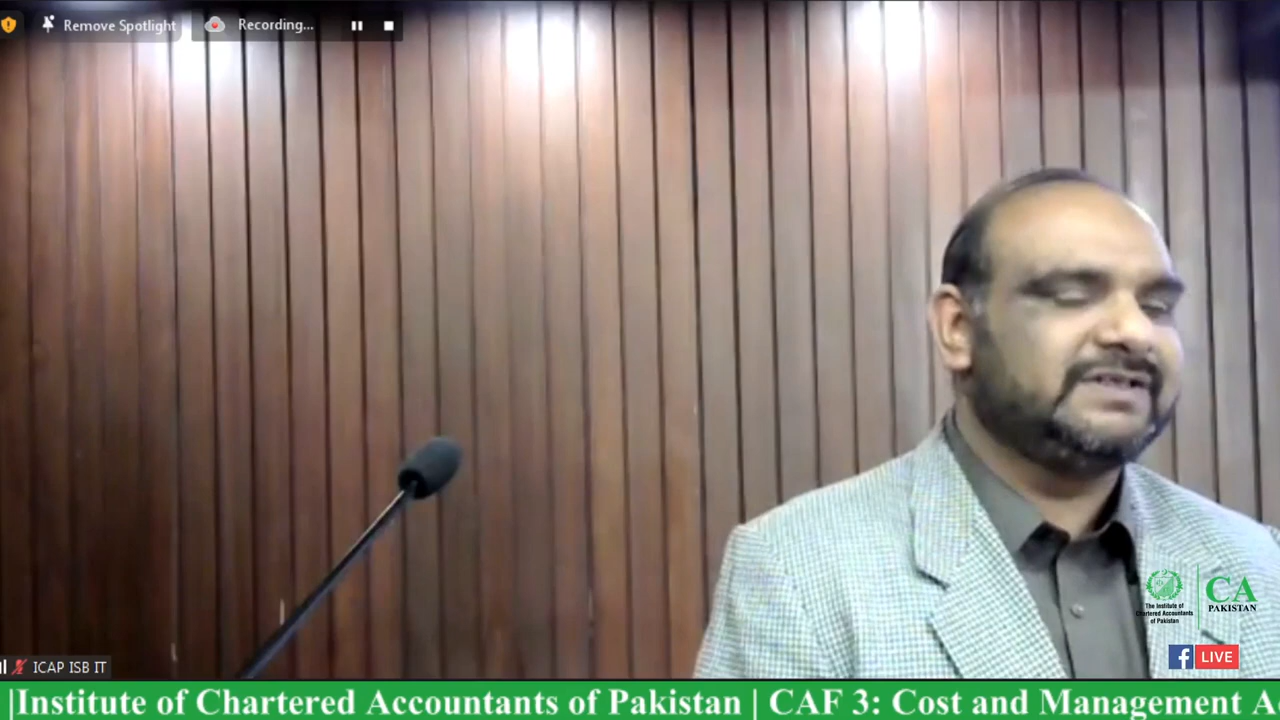 Remove Spotlight
Recording...
The Institute of
Chartered Accountants
of Pakistan
CA
PAKISTAN
LIVE
ICAP ISB IT
|Institute of Chartered Accountants of Pakistan | CAF 3: Cost and Management A